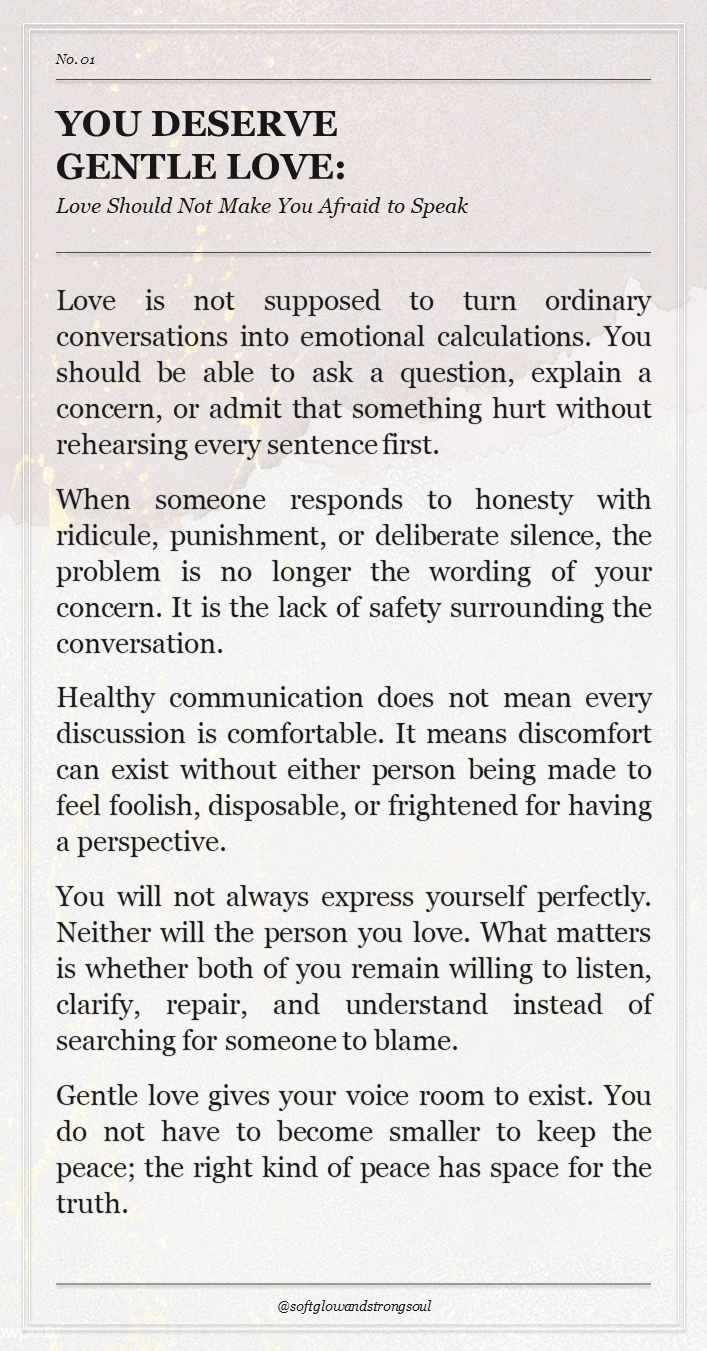 No. 01
YOU DESERVE
GENTLE LOVE:
Love Should Not Make You Afraid to Speak
Love is not supposed to turn ordinary
conversations into emotional calculations. You
should be able to ask a question, explain a
concern, or admit that something hurt without
rehearsing every sentence first.
When someone responds to honesty with
ridicule, punishment, or deliberate silence, the
problem is no longer the wording of your
concern. It is the lack of safety surrounding the
conversation.
Healthy communication does not mean every
discussion is comfortable. It means discomfort
can exist without either person being made to
feel foolish, disposable, or frightened for having
a perspective.
You will not always express yourself perfectly.
Neither will the person you love. What matters
is whether both of you remain willing to listen,
clarify, repair, and understand instead of
searching for someone to blame.
Gentle love gives your voice room to exist. You
do not have to become smaller to keep the
peace; the right kind of peace has space for the
truth.
@softglowandstrongsoul